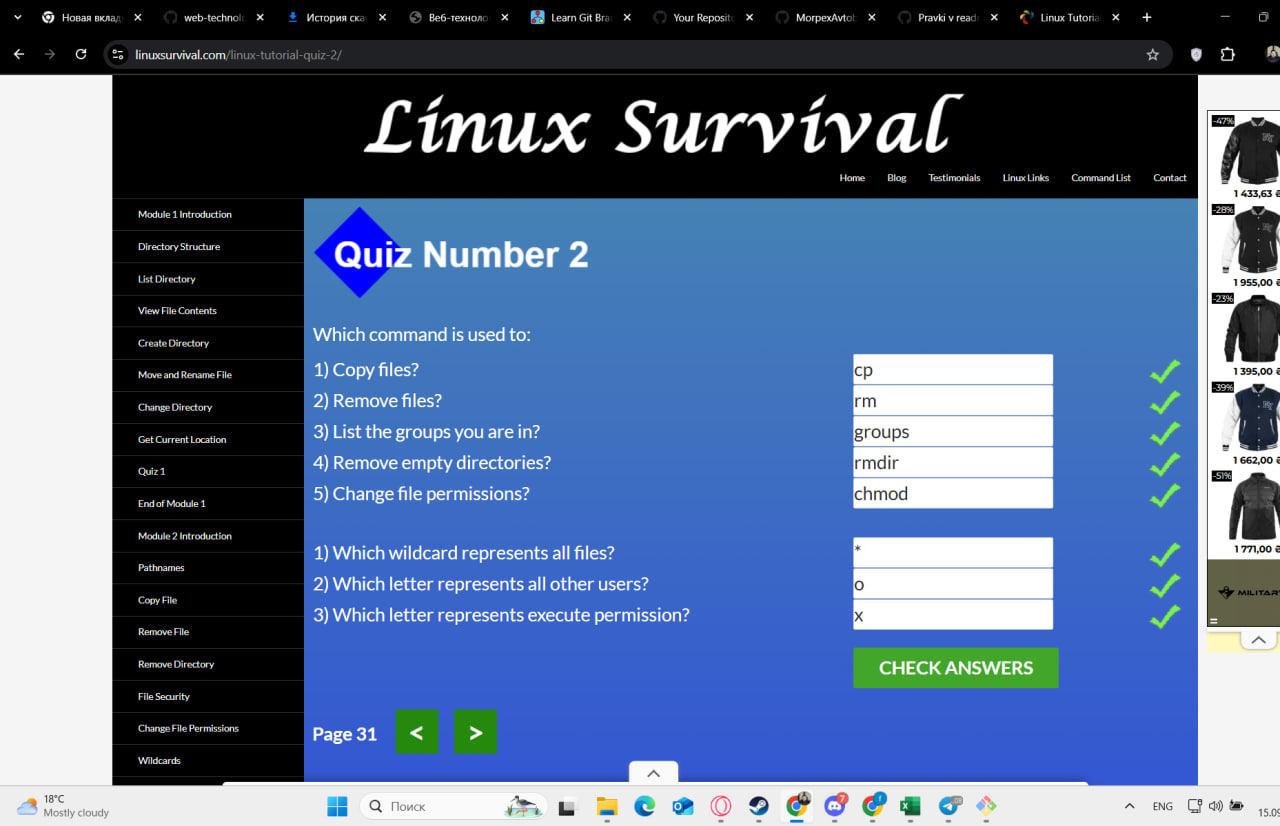 Новая вклад
web-technol
История ска
Веб-техноло
Learn Git Bra
Your Reposito
MorpexAvtob
Pravki v read
Linux Tutoria
linuxsurvival.com/linux-tutorial-quiz-2/
Linux Survival
Home Blog Testimonials Linux Links Command List Contact
Module 1 Introduction
Directory Structure
List Directory
View File Contents
Create Directory
Move and Rename File
Change Directory
Get Current Location
Quiz 1
End of Module 1
Module 2 Introduction
Pathnames
Copy File
Remove File
Remove Directory
File Security
Change File Permissions
Wildcards
Quiz Number 2
Which command is used to:
1) Copy files? cp
2) Remove files? rm
3) List the groups you are in? groups
4) Remove empty directories? rmdir
5) Change file permissions? chmod
1) Which wildcard represents all files? *
2) Which letter represents all other users? o
3) Which letter represents execute permission? x
CHECK ANSWERS
Page 31 < >
-47%
1 433,63 ₴
-28%
1 955,00 ₴
-23%
1 395,00 ₴
-39%
1 662,00 ₴
-51%
1 771,00 ₴
MILITAR
18°C
Mostly cloudy
Поиск
ENG
15.09